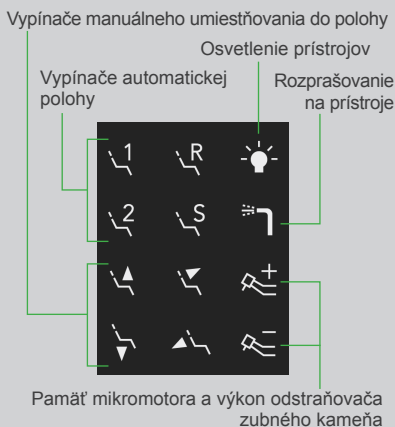 Vypínače manuálneho umiestňovania do polohy
Osvetlenie prístrojov
Vypínače automatickej
polohy
Rozprašovanie
na prístroje
1
R
2
S
Pamäť mikromotora a výkon odstraňovača
zubného kameňa